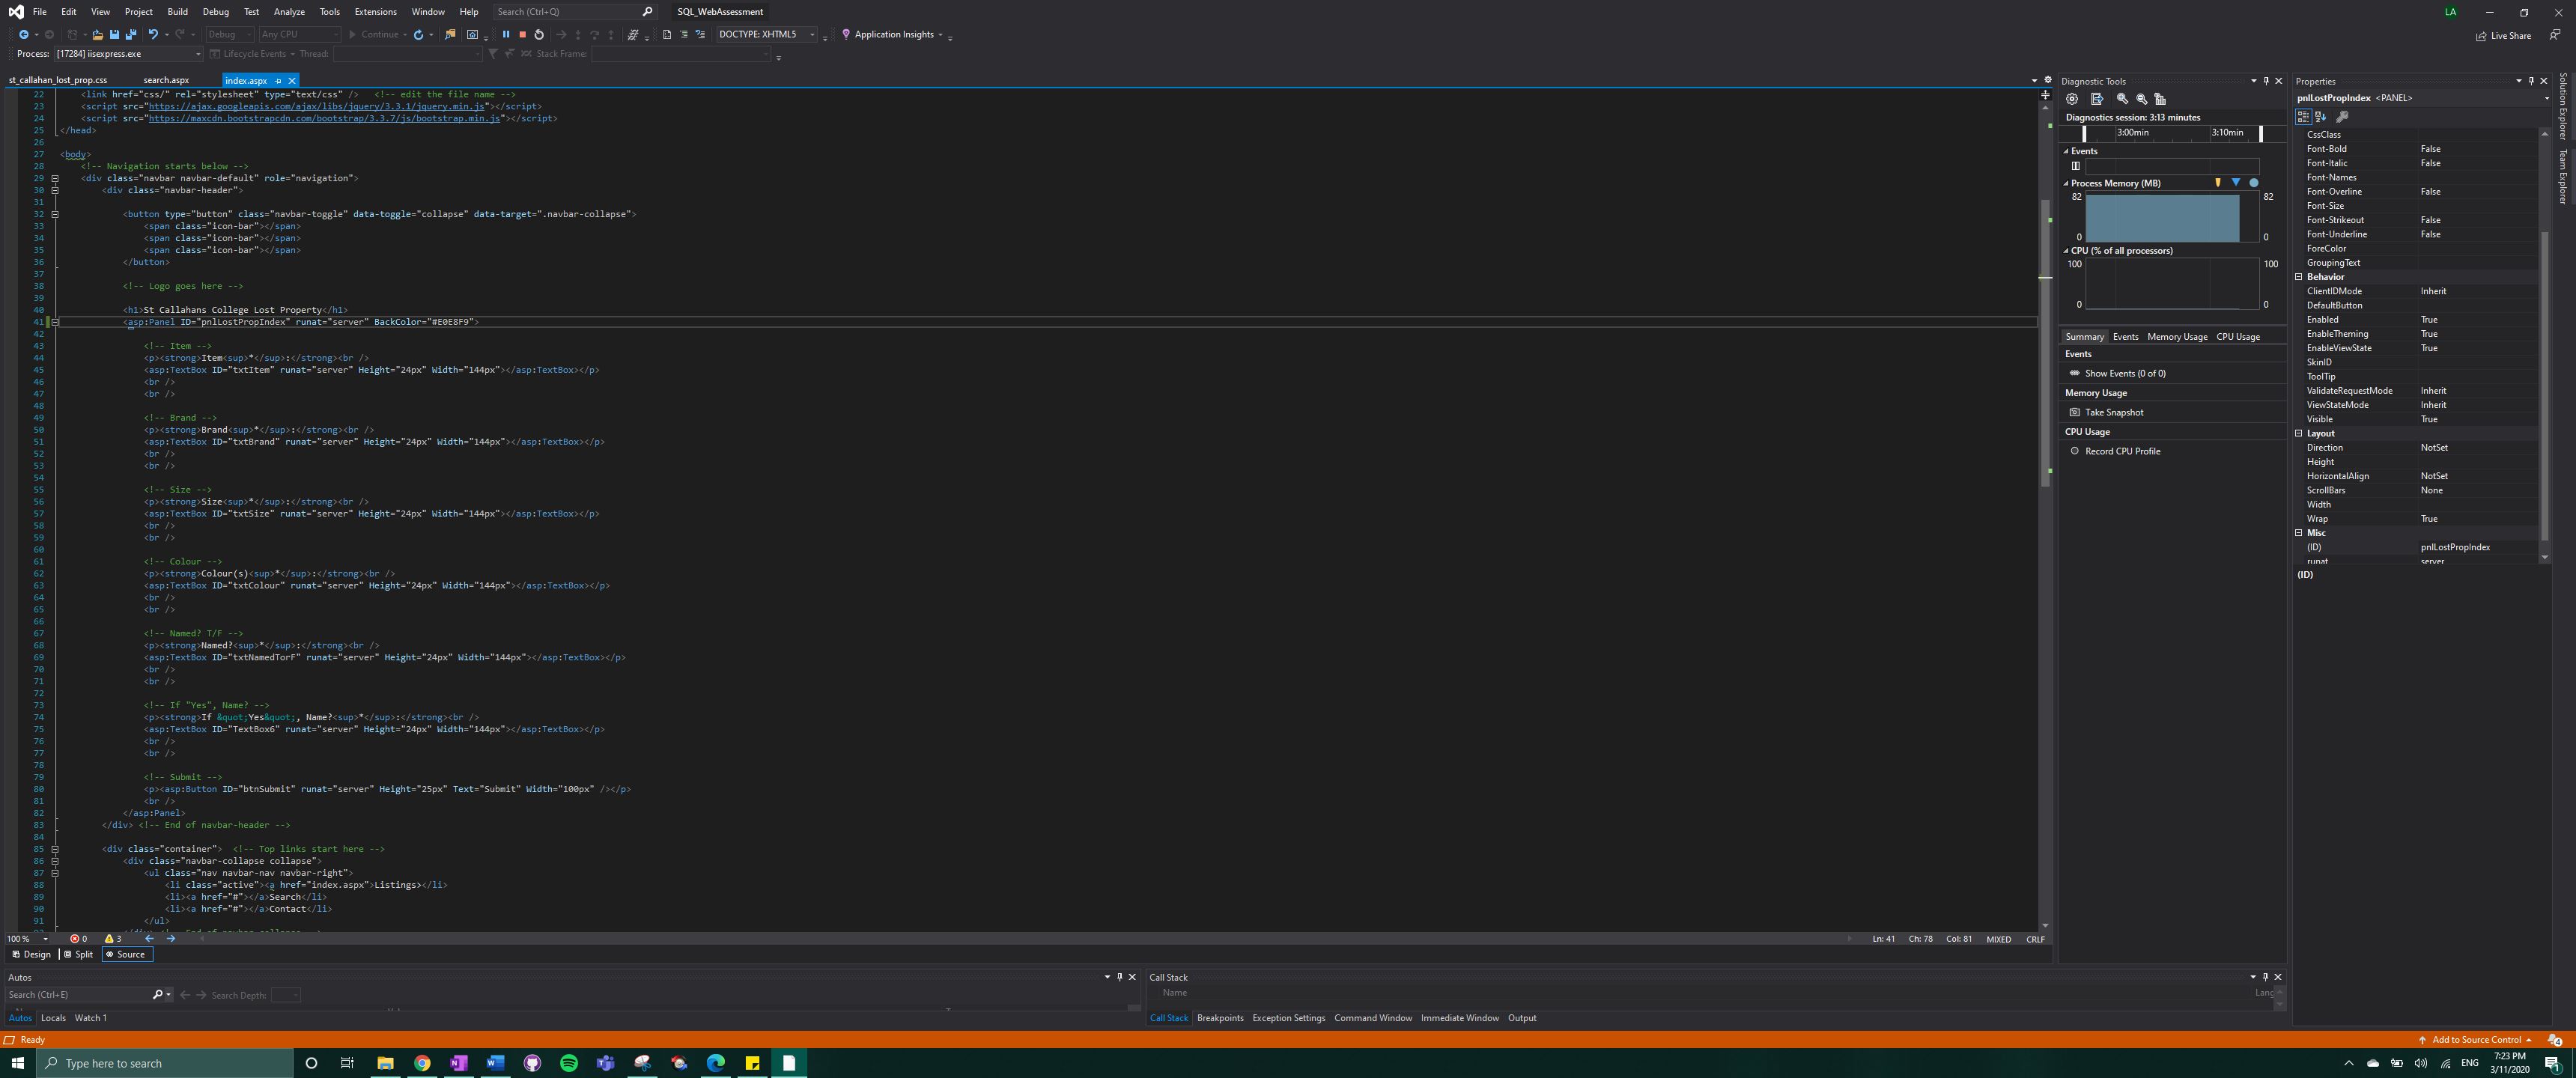 File Edit View Project Build Debug Test Analyze Tools Extensions Window Help Search (Ctrl+Q) SQL_WebAssessment LA
Debug Any CPU Continue DOCTYPE: XHTML5 Application Insights Live Share
Process: [17284] iisexpress.exe Lifecycle Events Thread: Stack Frame:
st_callahan_lost_prop.css search.aspx index.aspx
22 <link href="css/" rel="stylesheet" type="text/css" /> <!-- edit the file name -->
23 <script src="https://ajax.googleapis.com/ajax/libs/jquery/3.3.1/jquery.min.js"></script>
24 <script src="https://maxcdn.bootstrapcdn.com/bootstrap/3.3.7/js/bootstrap.min.js"></script>
25 </head>
26
27 <body>
28 <!-- Navigation starts below -->
29 <div class="navbar navbar-default" role="navigation">
30 <div class="navbar-header">
31
32 <button type="button" class="navbar-toggle" data-toggle="collapse" data-target=".navbar-collapse">
33 <span class="icon-bar"></span>
34 <span class="icon-bar"></span>
35 <span class="icon-bar"></span>
36 </button>
37
38 <!-- Logo goes here -->
39
40 <h1>St Callahans College Lost Property</h1>
41 <asp:Panel ID="pnlLostPropIndex" runat="server" BackColor="#E0E8F9">
42
43 <!-- Item -->
44 <p><strong>Item<sup>*</sup>:</strong><br />
45 <asp:TextBox ID="txtItem" runat="server" Height="24px" Width="144px"></asp:TextBox></p>
46 <br />
47 <br />
48
49 <!-- Brand -->
50 <p><strong>Brand<sup>*</sup>:</strong><br />
51 <asp:TextBox ID="txtBrand" runat="server" Height="24px" Width="144px"></asp:TextBox></p>
52 <br />
53 <br />
54
55 <!-- Size -->
56 <p><strong>Size<sup>*</sup>:</strong><br />
57 <asp:TextBox ID="txtSize" runat="server" Height="24px" Width="144px"></asp:TextBox></p>
58 <br />
59 <br />
60
61 <!-- Colour -->
62 <p><strong>Colour(s)<sup>*</sup>:</strong><br />
63 <asp:TextBox ID="txtColour" runat="server" Height="24px" Width="144px"></asp:TextBox></p>
64 <br />
65 <br />
66
67 <!-- Named? T/F -->
68 <p><strong>Named?<sup>*</sup>:</strong><br />
69 <asp:TextBox ID="txtNamedTorF" runat="server" Height="24px" Width="144px"></asp:TextBox></p>
70 <br />
71 <br />
72
73 <!-- If "Yes", Name? -->
74 <p><strong>If &quot;Yes&quot;, Name?<sup>*</sup>:</strong><br />
75 <asp:TextBox ID="TextBox6" runat="server" Height="24px" Width="144px"></asp:TextBox></p>
76 <br />
77 <br />
78
79 <!-- Submit -->
80 <p><asp:Button ID="btnSubmit" runat="server" Height="25px" Text="Submit" Width="100px" /></p>
81 <br />
82 </asp:Panel>
83 </div> <!-- End of navbar-header -->
84
85 <div class="container"> <!-- Top links start here -->
86 <div class="navbar-collapse collapse">
87 <ul class="nav navbar-nav navbar-right">
88 <li class="active"><a href="index.aspx">Listings></li>
89 <li><a href="#"></a>Search</li>
90 <li><a href="#"></a>Contact</li>
91 </ul>
100 % 0 3 Ln: 41 Ch: 78 Col: 81 MIXED CRLF
Design Split Source
Diagnostic Tools
Diagnostics session: 3:13 minutes
3:00min 3:10min
Events
Process Memory (MB)
82 82
0 0
CPU (% of all processors)
100 100
0 0
Summary Events Memory Usage CPU Usage
Events
Show Events (0 of 0)
Memory Usage
Take Snapshot
CPU Usage
Record CPU Profile
Properties
pnlLostPropIndex <PANEL>
CssClass
Font-Bold False
Font-Italic False
Font-Names
Font-Overline False
Font-Size
Font-Strikeout False
Font-Underline False
ForeColor
GroupingText
Behavior
ClientIDMode Inherit
DefaultButton
Enabled True
EnableTheming True
EnableViewState True
SkinID
ToolTip
ValidateRequestMode Inherit
ViewStateMode Inherit
Visible True
Layout
Direction NotSet
Height
HorizontalAlign NotSet
ScrollBars None
Width
Wrap True
Misc
(ID) pnlLostPropIndex
runat server
(ID)
Solution Explorer
Team Explorer
Autos
Search (Ctrl+E) Search Depth:
Autos Locals Watch 1
Call Stack
Name Lang
Call Stack Breakpoints Exception Settings Command Window Immediate Window Output
Ready Add to Source Control
Type here to search ENG 7:23 PM
3/11/2020